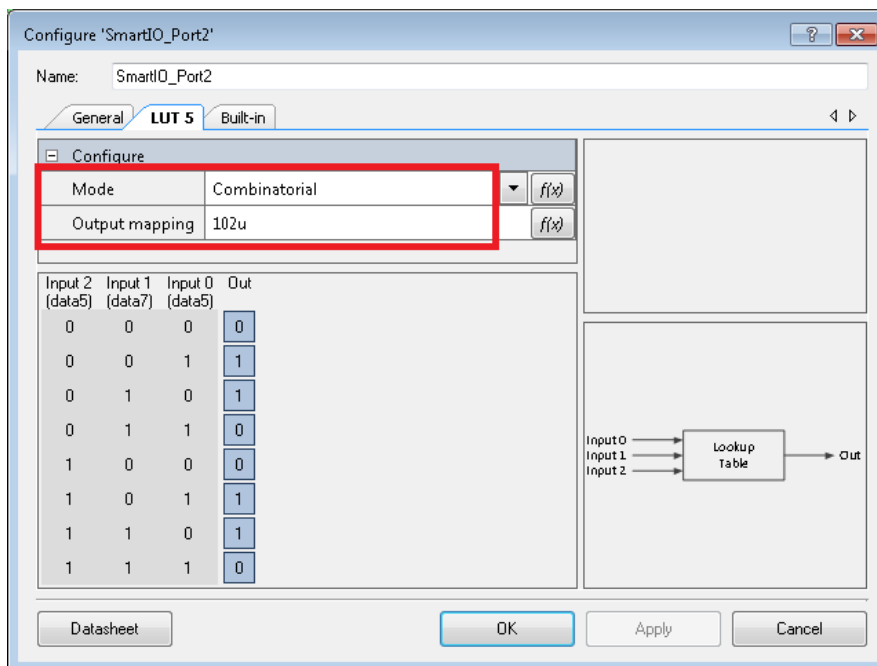 Configure 'SmartIO_Port2'
?
Name: SmartIO_Port2
General LUT 5 Built-in
Configure
Mode Combinatorial f(x)
Output mapping 102u f(x)
Input 2 Input 1 Input 0 Out
(data5) (data7) (data5)
0 0 0 0
0 0 1 1
0 1 0 1
0 1 1 0
1 0 0 0
1 0 1 1
1 1 0 1
1 1 1 0
Input 0
Input 1
Input 2
Lookup
Table
Out
Datasheet OK Apply Cancel